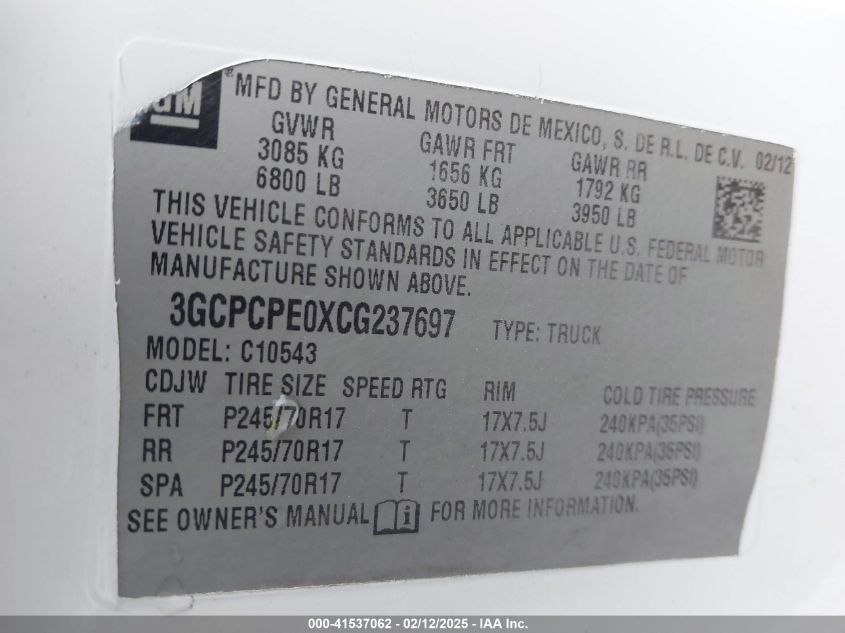 GM ® MFD BY GENERAL MOTORS DE MEXICO, S. DE R.L. DE C.V. 02/12
GVWR GAWR FRT GAWR RR
3085 KG 1656 KG 1792 KG
6800 LB 3650 LB 3950 LB
THIS VEHICLE CONFORMS TO ALL APPLICABLE U.S. FEDERAL MOTOR
VEHICLE SAFETY STANDARDS IN EFFECT ON THE DATE OF
MANUFACTURE SHOWN ABOVE.
3GCPCPE0XCG237697 TYPE: TRUCK
MODEL: C10543
CDJW TIRE SIZE SPEED RTG RIM COLD TIRE PRESSURE
FRT P245/70R17 T 17X7.5J 240KPA(35PSI)
RR P245/70R17 T 17X7.5J 240KPA(35PSI)
SPA P245/70R17 T 17X7.5J 240KPA(35PSI)
SEE OWNER'S MANUAL i FOR MORE INFORMATION.
000-41537062 - 02/12/2025 - IAA Inc.